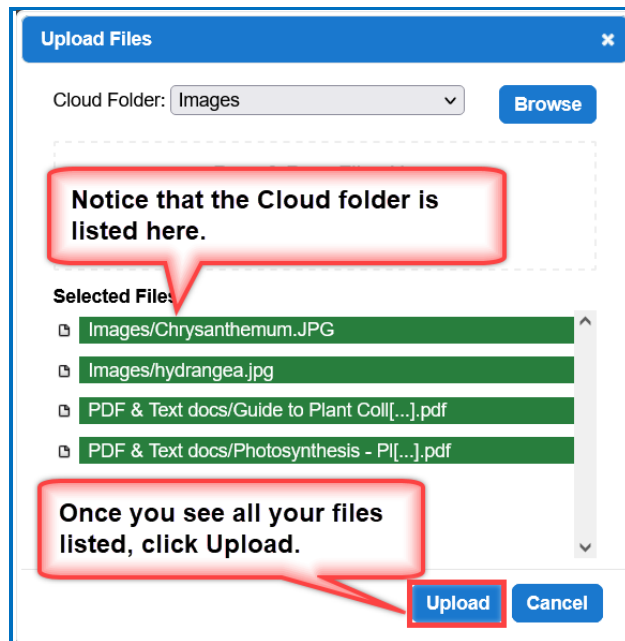 Upload Files
Cloud Folder: Images
Browse
Notice that the Cloud folder is
listed here.
Selected Files
Images/Chrysanthemum.JPG
Images/hydrangea.jpg
PDF & Text docs/Guide to Plant Coll[...].pdf
PDF & Text docs/Photosynthesis - Pl[...].pdf
Once you see all your files
listed, click Upload.
Upload
Cancel